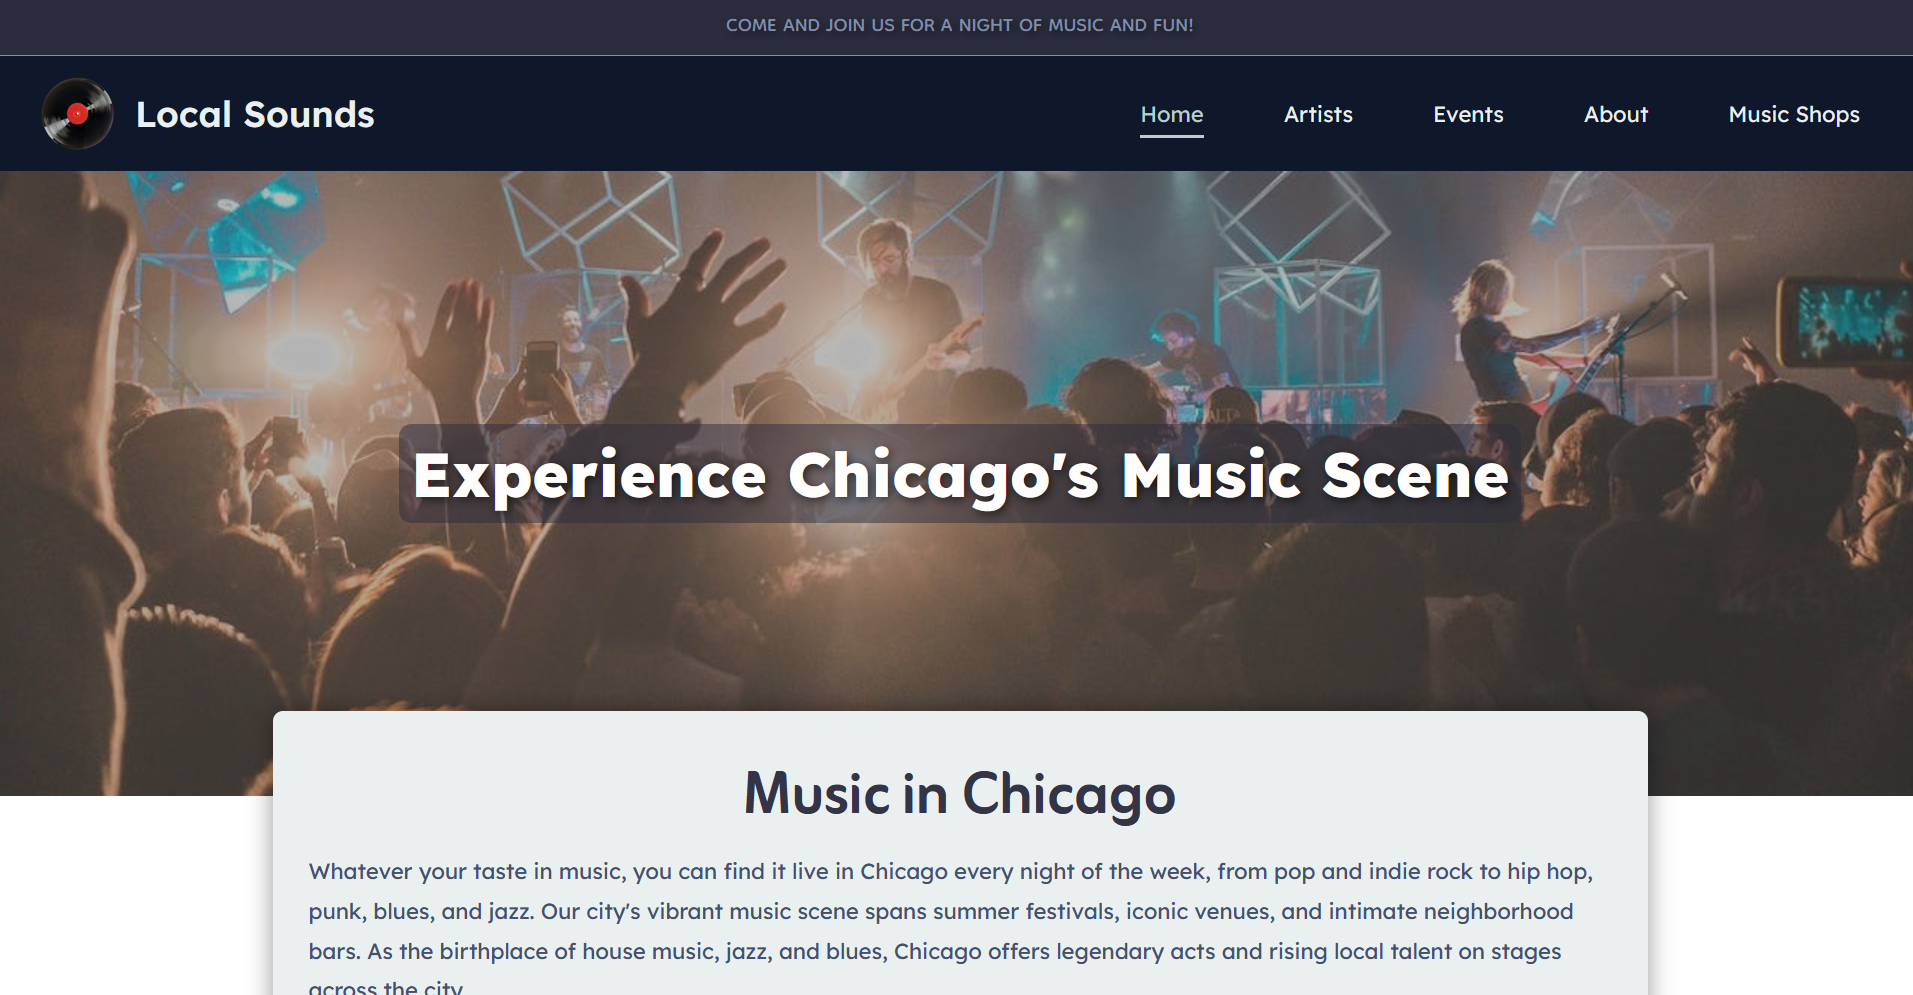 COME AND JOIN US FOR A NIGHT OF MUSIC AND FUN!
Local Sounds
Home
Artists
Events
About
Music Shops
Experience Chicago's Music Scene
Music in Chicago
Whatever your taste in music, you can find it live in Chicago every night of the week, from pop and indie rock to hip hop,
punk, blues, and jazz. Our city's vibrant music scene spans summer festivals, iconic venues, and intimate neighborhood
bars. As the birthplace of house music, jazz, and blues, Chicago offers legendary acts and rising local talent on stages
across the city.